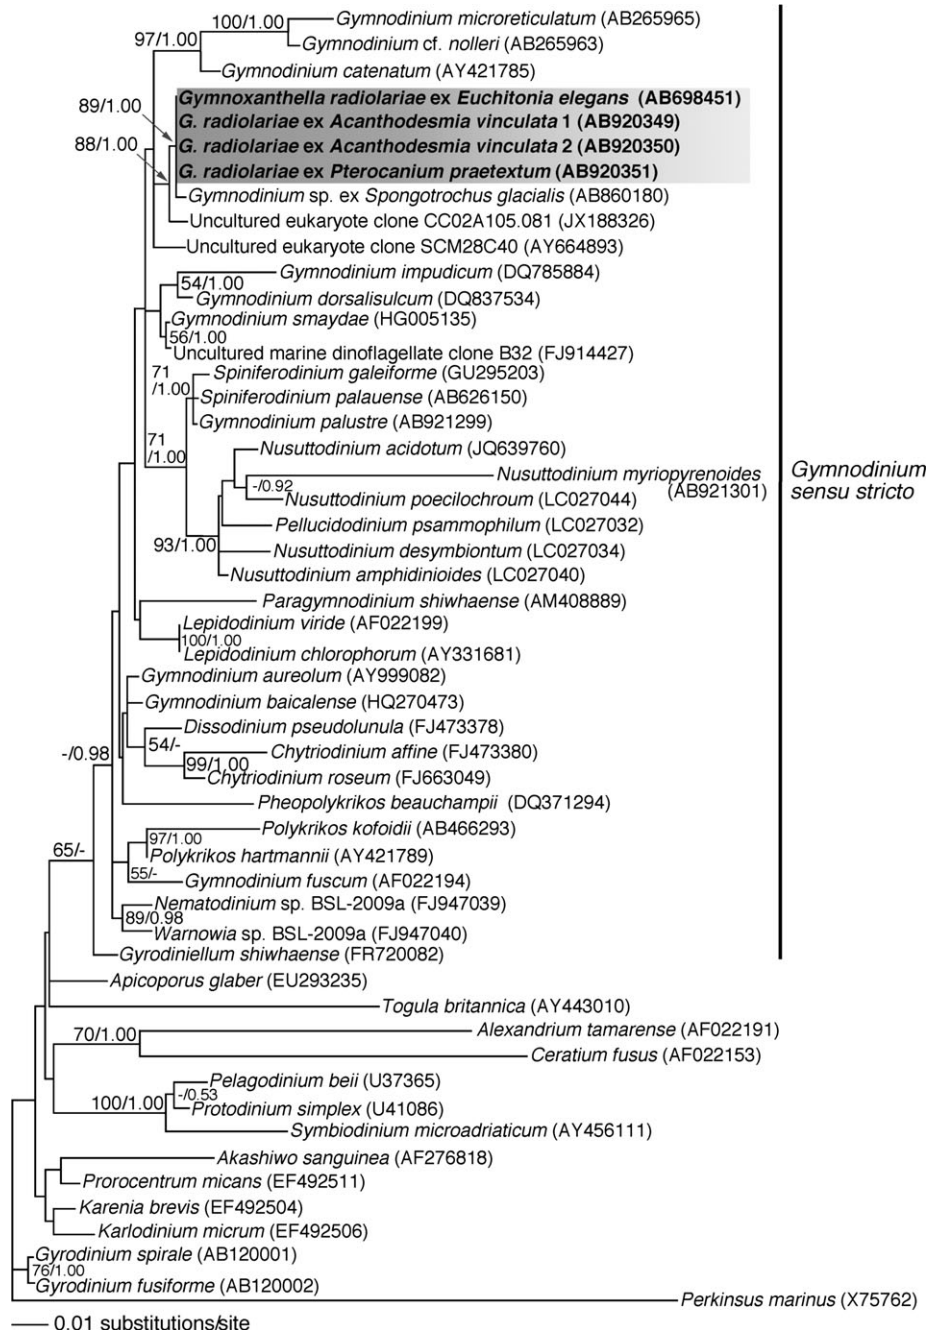 100/1.00
Gymnodinium microreticulatum (AB265965)
97/1.00
Gymnodinium cf. nolleri (AB265963)
Gymnodinium catenatum (AY421785)
89/1.00
Gymnoxanthella radiolariae ex Euchitonia elegans (AB698451)
G. radiolariae ex Acanthodesmia vinculata 1 (AB920349)
88/1.00
G. radiolariae ex Acanthodesmia vinculata 2 (AB920350)
G. radiolariae ex Pterocanium praetextum (AB920351)
Gymnodinium sp. ex Spongotrochus glacialis (AB860180)
Uncultured eukaryote clone CC02A105.081 (JX188326)
Uncultured eukaryote clone SCM28C40 (AY664893)
Gymnodinium impudicum (DQ785884)
54/1.00
Gymnodinium dorsalisulcum (DQ837534)
Gymnodinium smaydae (HG005135)
56/1.00
Uncultured marine dinoflagellate clone B32 (FJ914427)
71
/1.00
Spiniferodinium galeiforme (GU295203)
Spiniferodinium palauense (AB626150)
Gymnodinium palustre (AB921299)
71
/1.00
Nusuttodinium acidotum (JQ639760)
Nusuttodinium myriopyrenoides
(AB921301)
-/0.92
Nusuttodinium poecilochroum (LC027044)
Pellucidodinium psammophilum (LC027032)
93/1.00
Nusuttodinium desymbiontum (LC027034)
Nusuttodinium amphidinioides (LC027040)
Gymnodinium
sensu stricto
Paragymnodinium shiwhaense (AM408889)
Lepidodinium viride (AF022199)
100/1.00
Lepidodinium chlorophorum (AY331681)
Gymnodinium aureolum (AY999082)
Gymnodinium baicalense (HQ270473)
Dissodinium pseudolunula (FJ473378)
54/-
Chytriodinium affine (FJ473380)
99/1.00
Chytriodinium roseum (FJ663049)
-/0.98
Pheopolykrikos beauchampii (DQ371294)
Polykrikos kofoidii (AB466293)
97/1.00
Polykrikos hartmannii (AY421789)
65/-
55/-
Gymnodinium fuscum (AF022194)
Nematodinium sp. BSL-2009a (FJ947039)
89/0.98
Warnowia sp. BSL-2009a (FJ947040)
Gyrodiniellum shiwhaense (FR720082)
Apicoporus glaber (EU293235)
Togula britannica (AY443010)
70/1.00
Alexandrium tamarense (AF022191)
Ceratium fusus (AF022153)
Pelagodinium beii (U37365)
-/0.53
100/1.00
Protodinium simplex (U41086)
Symbiodinium microadriaticum (AY456111)
Akashiwo sanguinea (AF276818)
Prorocentrum micans (EF492511)
Karenia brevis (EF492504)
Karlodinium micrum (EF492506)
Gyrodinium spirale (AB120001)
76/1.00
Gyrodinium fusiforme (AB120002)
Perkinsus marinus (X75762)
0.01 substitutions/site